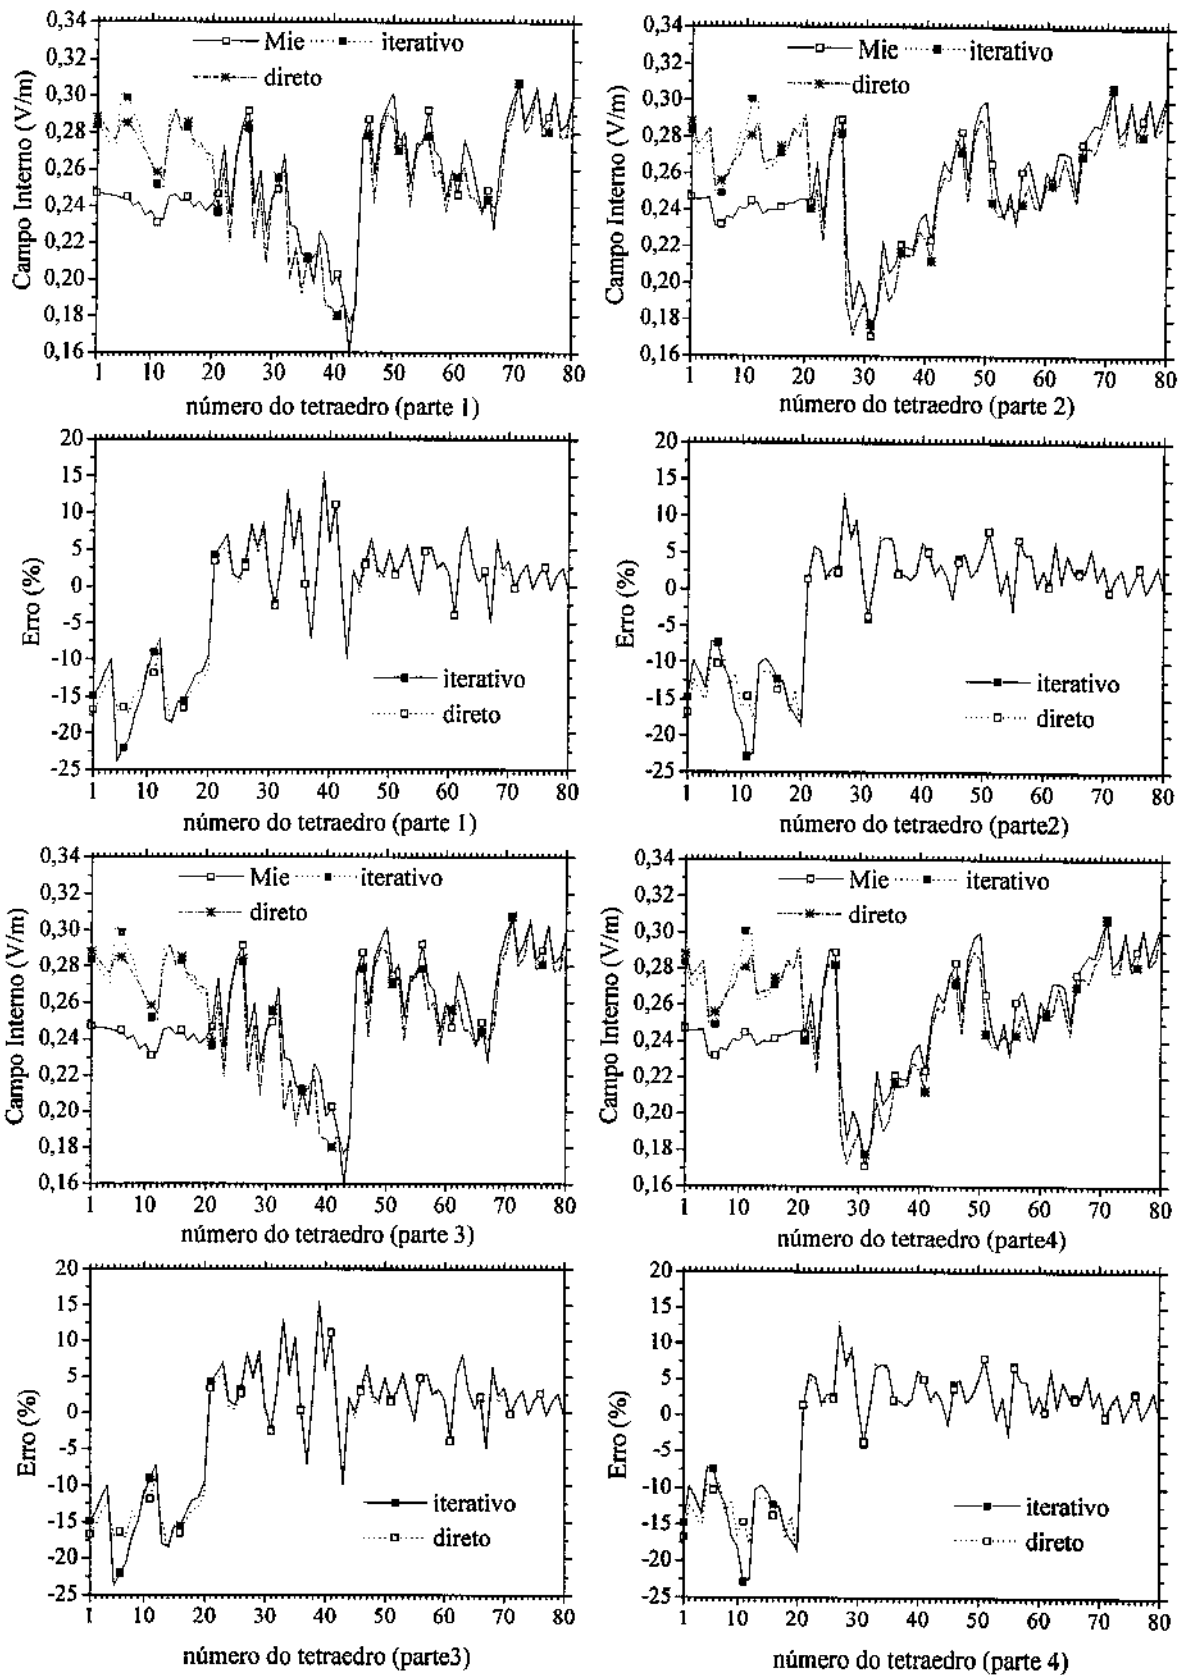 0,34
0,32
0,30
0,28
0,26
0,24
0,22
0,20
0,18
0,16
Campo Interno (V/m)
Mie
iterativo
direto
1 10 20 30 40 50 60 70 80
número do tetraedro (parte 1)
0,34
0,32
0,30
0,28
0,26
0,24
0,22
0,20
0,18
0,16
Campo Interno (V/m)
Mie
iterativo
direto
1 10 20 30 40 50 60 70 80
número do tetraedro (parte 2)
20
15
10
5
0
-5
-10
-15
-20
-25
Erro (%)
iterativo
direto
1 10 20 30 40 50 60 70 80
número do tetraedro (parte 1)
20
15
10
5
0
-5
-10
-15
-20
-25
Erro (%)
iterativo
direto
1 10 20 30 40 50 60 70 80
número do tetraedro (parte2)
0,34
0,32
0,30
0,28
0,26
0,24
0,22
0,20
0,18
0,16
Campo Interno (V/m)
Mie
iterativo
direto
1 10 20 30 40 50 60 70 80
número do tetraedro (parte 3)
0,34
0,32
0,30
0,28
0,26
0,24
0,22
0,20
0,18
0,16
Campo Interno (V/m)
Mie
iterativo
direto
1 10 20 30 40 50 60 70 80
número do tetraedro (parte4)
20
15
10
5
0
-5
-10
-15
-20
-25
Erro (%)
iterativo
direto
1 10 20 30 40 50 60 70 80
número do tetraedro (parte3)
20
15
10
5
0
-5
-10
-15
-20
-25
Erro (%)
iterativo
direto
1 10 20 30 40 50 60 70 80
número do tetraedro (parte 4)